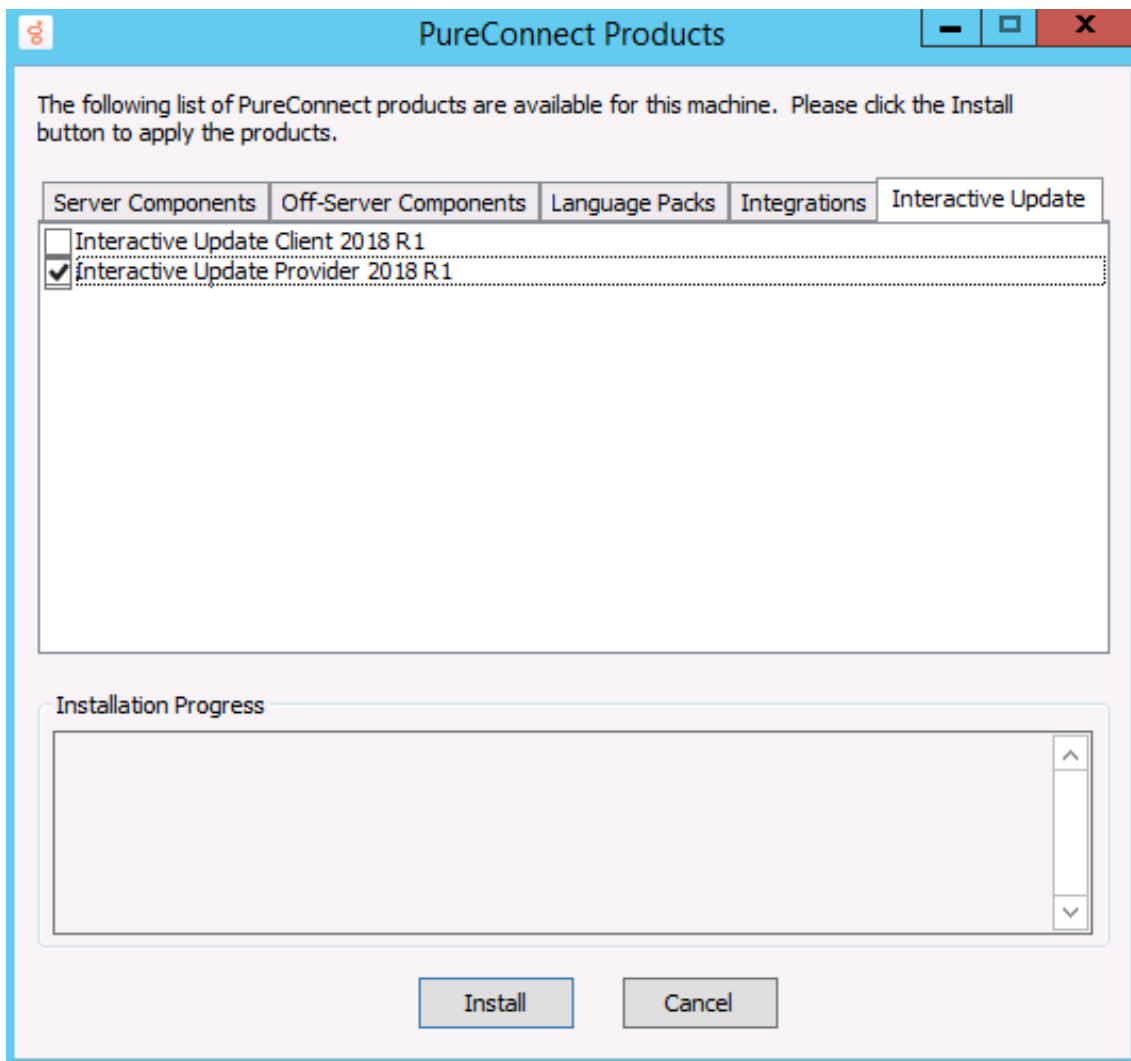 PureConnect Products
The following list of PureConnect products are available for this machine.  Please click the Install
button to apply the products.
Server Components
Off-Server Components
Language Packs
Integrations
Interactive Update
Interactive Update Client 2018 R1
Interactive Update Provider 2018 R1
Installation Progress
Install
Cancel